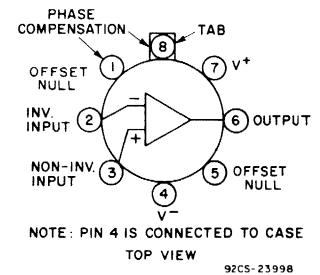 PHASE
COMPENSATION
TAB
8
1
OFFSET
NULL
7
V+
INV.
INPUT
2
−
6
OUTPUT
+
NON-INV.
INPUT
3
5
OFFSET
NULL
4
V−
NOTE: PIN 4 IS CONNECTED TO CASE
TOP VIEW
92CS-23998